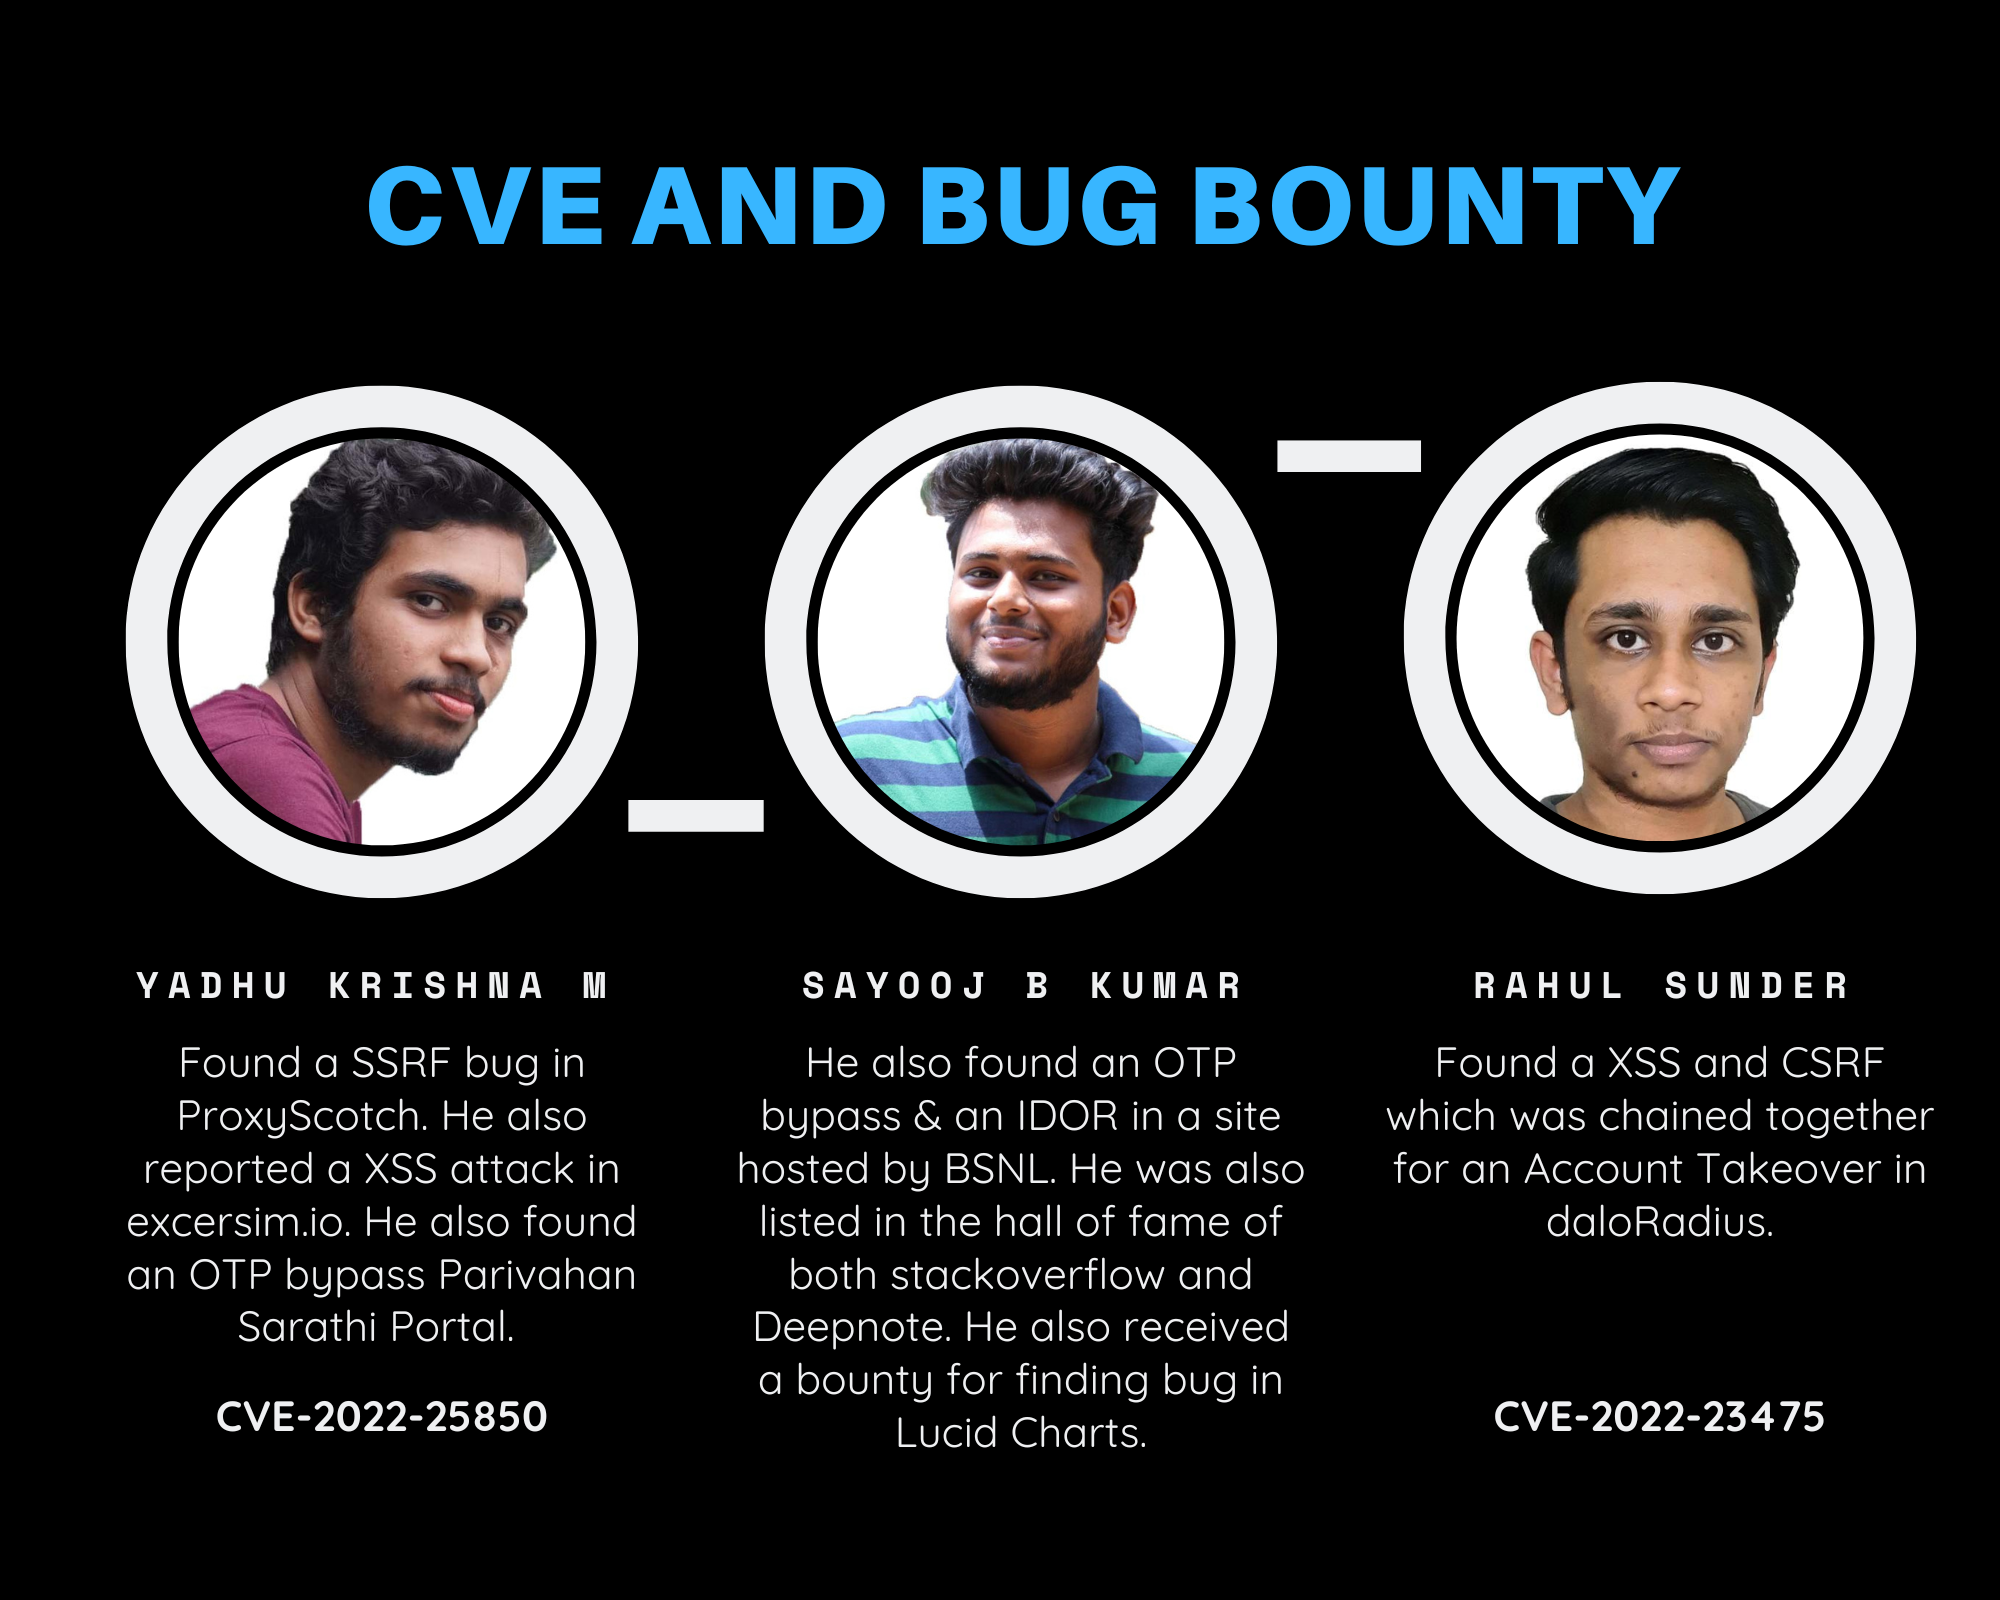 CVE AND BUG BOUNTY
YADHU KRISHNA M
Found a SSRF bug in
ProxyScotch. He also
reported a XSS attack in
excersim.io. He also found
an OTP bypass Parivahan
Sarathi Portal.
CVE-2022-25850
SAYOOJ B KUMAR
He also found an OTP
bypass & an IDOR in a site
hosted by BSNL. He was also
listed in the hall of fame of
both stackoverflow and
Deepnote. He also received
a bounty for finding bug in
Lucid Charts.
RAHUL SUNDER
Found a XSS and CSRF
which was chained together
for an Account Takeover in
daloRadius.
CVE-2022-23475